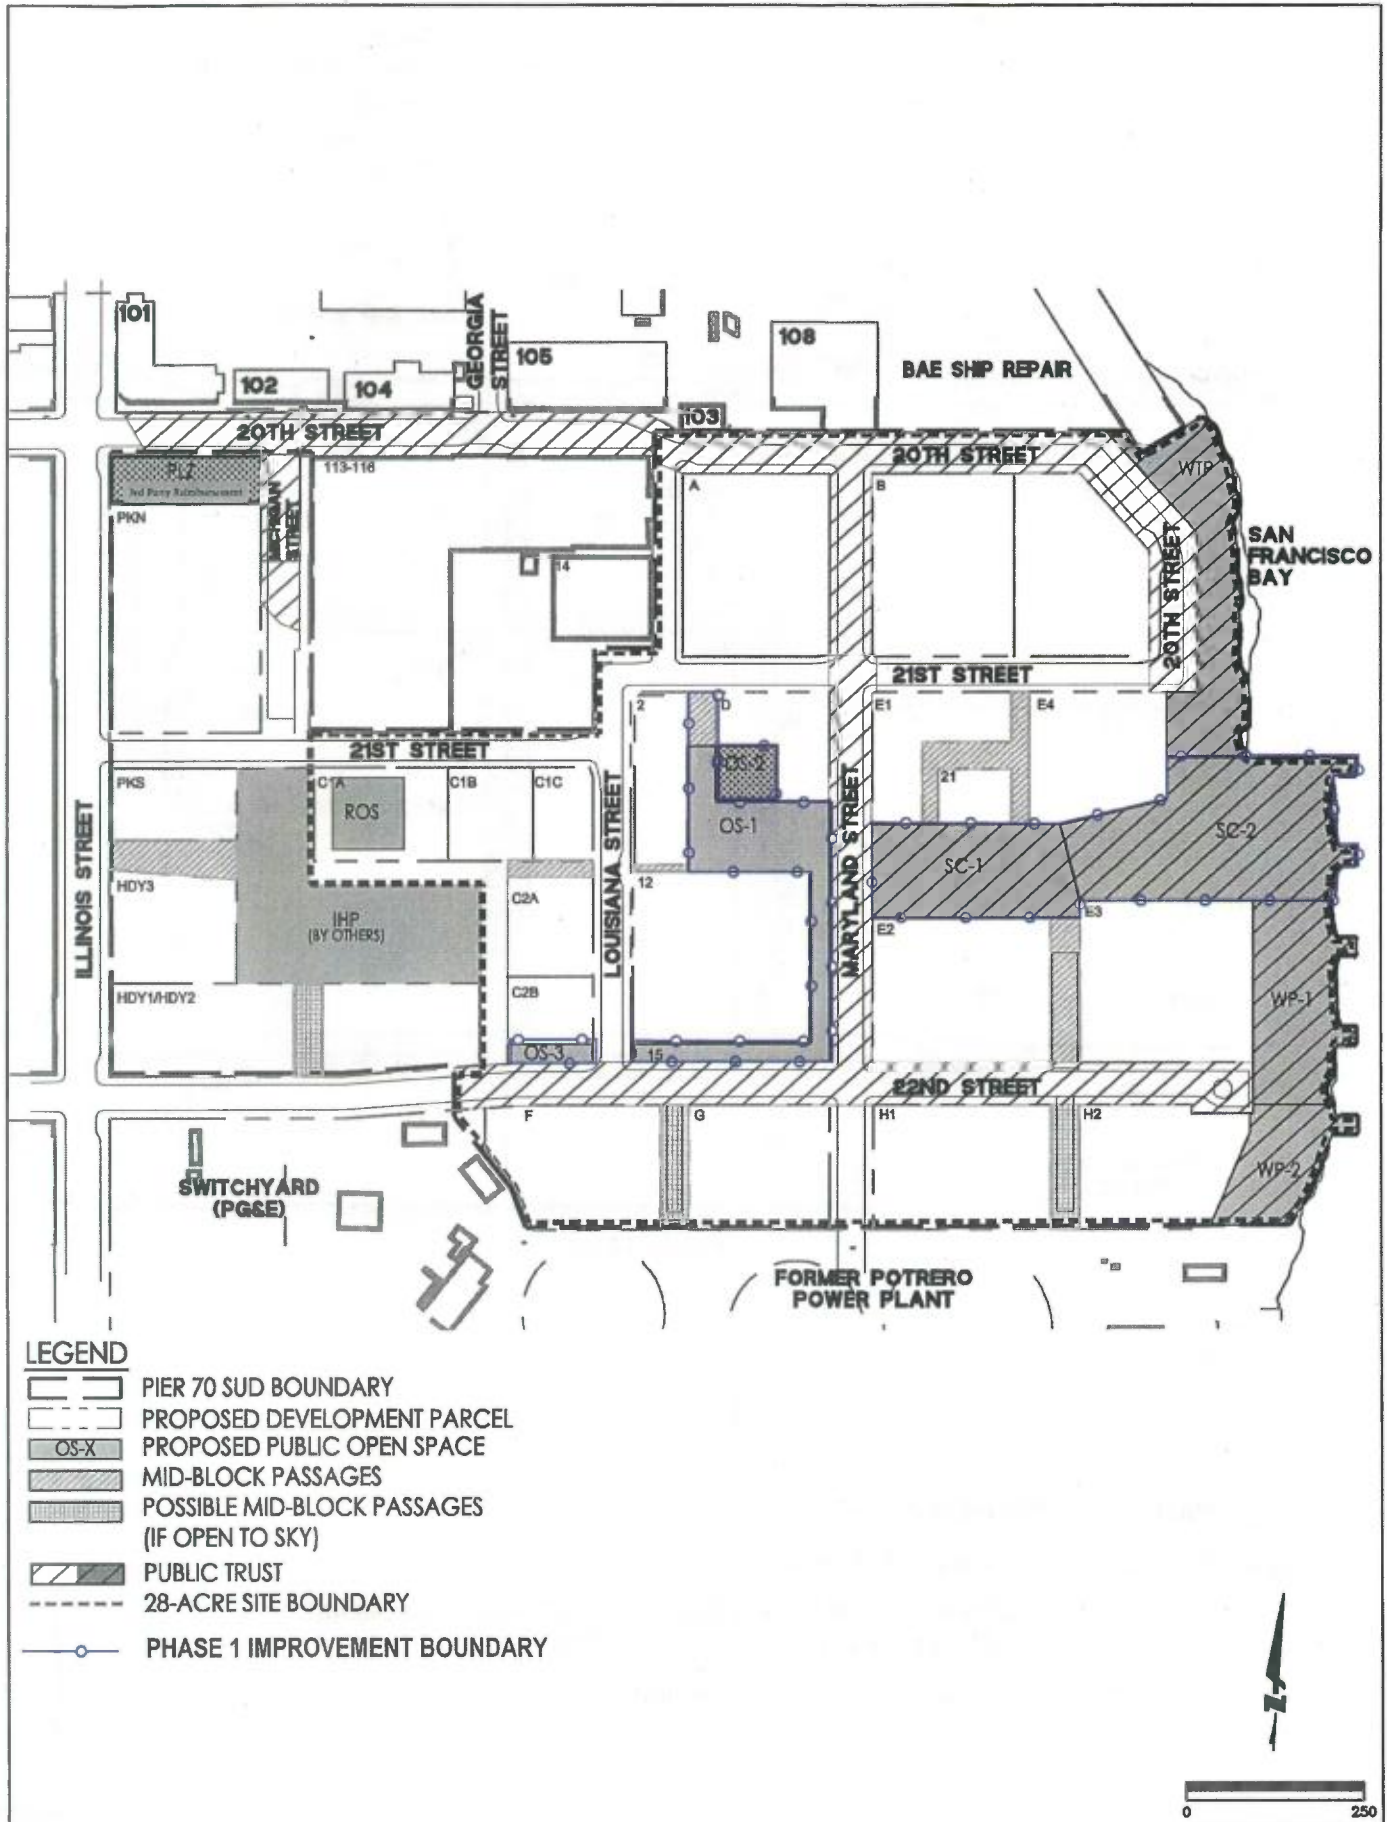 101
102
104
GEORGIA
STREET
105
103
108
BAE SHIP REPAIR
20TH STREET
20TH STREET
PLZ
3rd Party Reimbursement
MICHIGAN
STREET
113-116
A
B
WTP
PKN
14
20TH STREET
SAN
FRANCISCO
BAY
21ST STREET
2
D
E1
E4
21ST STREET
OS-2
PKS
C1A
C1B
C1C
21
ROS
OS-1
SC-1
SC-2
ILLINOIS STREET
LOUISIANA STREET
MARYLAND STREET
HDY3
12
C2A
IHP
(BY OTHERS)
E2
E3
HDY1/HDY2
C2B
WP-1
OS-3
15
22ND STREET
F
G
H1
H2
WP-2
SWITCHYARD
(PG&E)
FORMER POTRERO
POWER PLANT
LEGEND
PIER 70 SUD BOUNDARY
PROPOSED DEVELOPMENT PARCEL
OS-X PROPOSED PUBLIC OPEN SPACE
MID-BLOCK PASSAGES
POSSIBLE MID-BLOCK PASSAGES
(IF OPEN TO SKY)
PUBLIC TRUST
28-ACRE SITE BOUNDARY
PHASE 1 IMPROVEMENT BOUNDARY
0 250